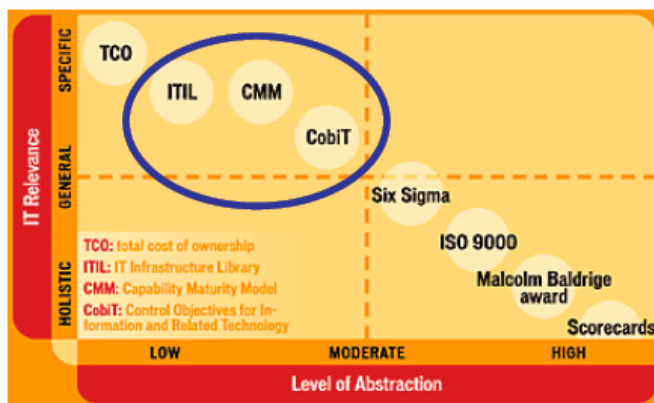 IT Relevance
SPECIFIC
GENERAL
HOLISTIC
TCO
ITIL
CMM
CobiT
Six Sigma
ISO 9000
Malcolm Baldrige
award
Scorecards
TCO: total cost of ownership
ITIL: IT Infrastructure Library
CMM: Capability Maturity Model
CobiT: Control Objectives for In-
formation and Related Technology
LOW
MODERATE
HIGH
Level of Abstraction